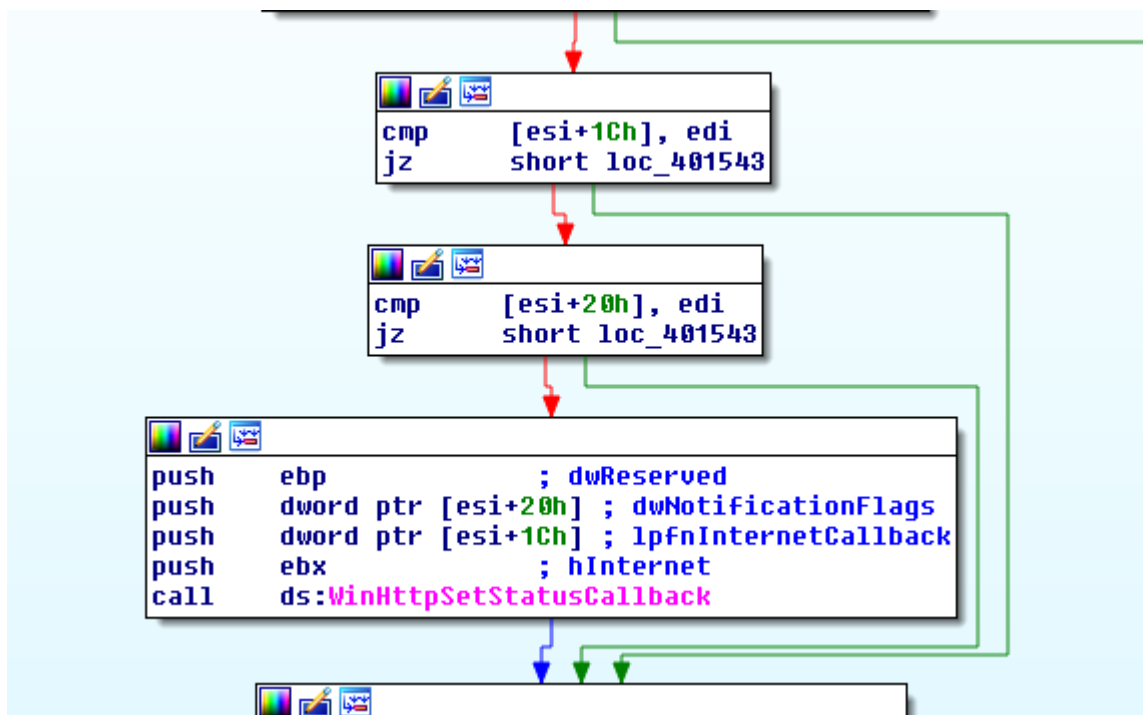 cmp [esi+1Ch], edi
jz short loc_401543
cmp [esi+20h], edi
jz short loc_401543
push ebp ; dwReserved
push dword ptr [esi+20h] ; dwNotificationFlags
push dword ptr [esi+1Ch] ; lpfnInternetCallback
push ebx ; hInternet
call ds:WinHttpSetStatusCallback